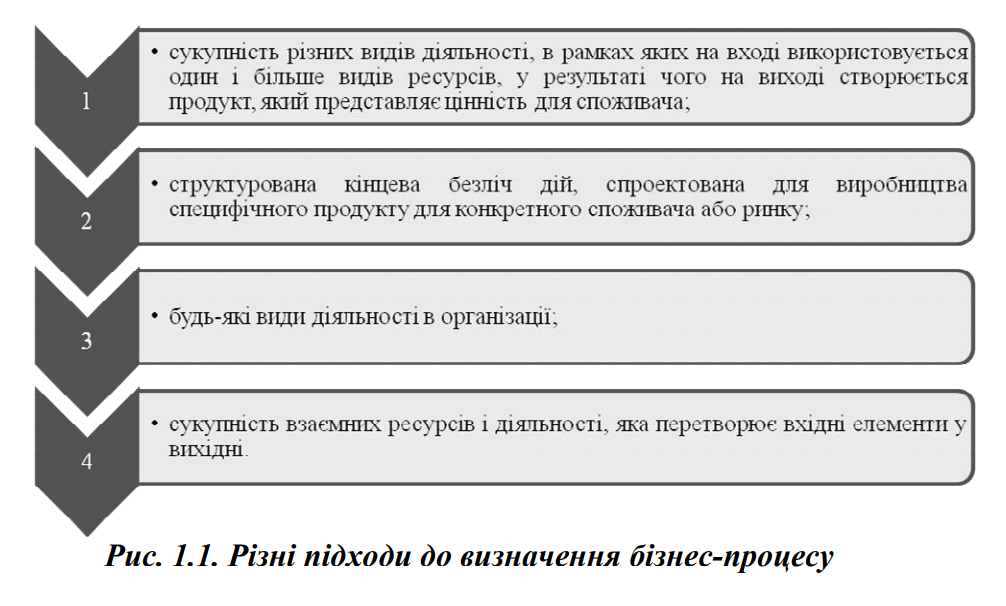 1
• сукупність різних видів діяльності, в рамках яких на вході використовується
один і більше видів ресурсів, у результаті чого на виході створюється
продукт, який представляє цінність для споживача;
2
• структурована кінцева безліч дій, спроектована для виробництва
специфічного продукту для конкретного споживача або ринку;
3
• будь-які види діяльності в організації;
4
• сукупність взаємних ресурсів і діяльності, яка перетворює вхідні елементи у
вихідні.
Рис. 1.1. Різні підходи до визначення бізнес-процесу